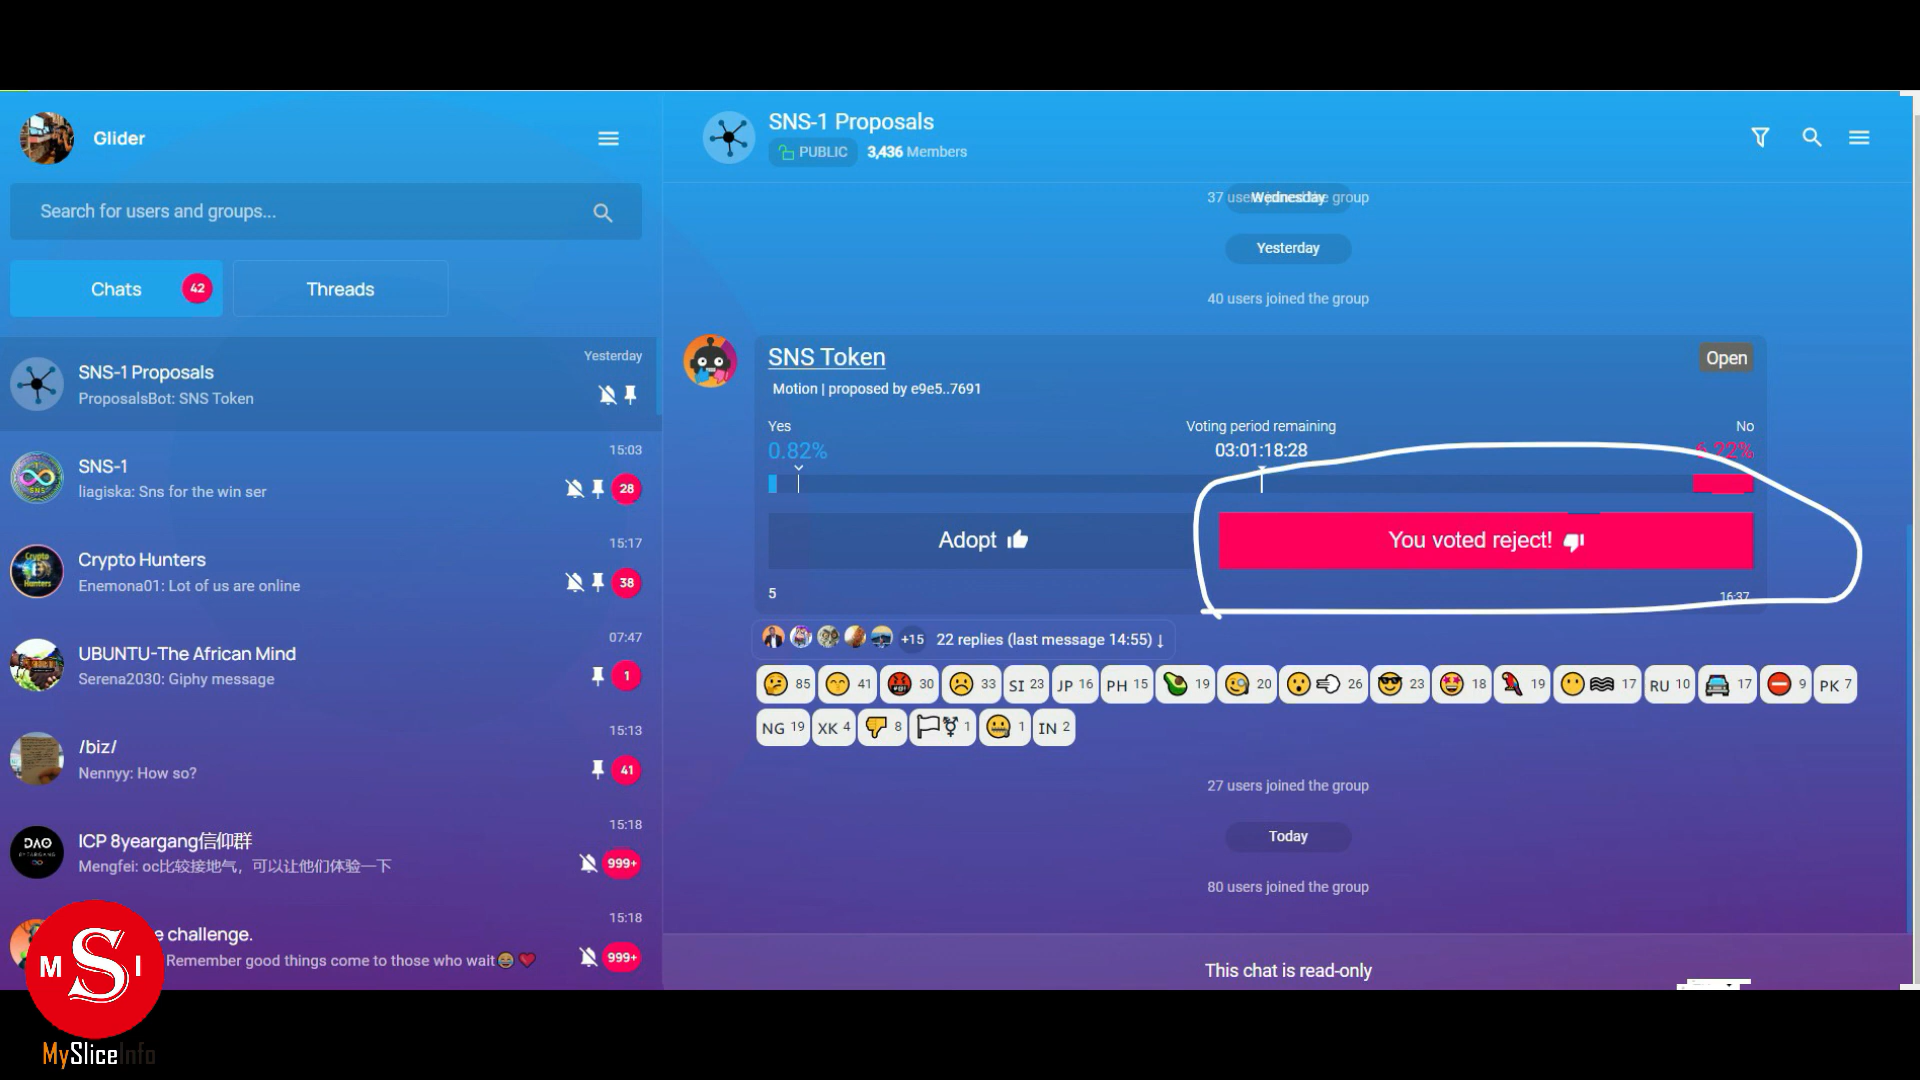 Glider
Search for users and groups...
Chats 42
Threads
Yesterday
SNS-1 Proposals
ProposalsBot: SNS Token
15:03
SNS-1
liagiska: Sns for the win ser
28
15:17
Crypto Hunters
Enemona01: Lot of us are online
38
07:47
UBUNTU-The African Mind
Serena2030: Giphy message
1
15:13
/biz/
Nennyy: How so?
41
15:18
ICP 8yeargang信仰群
Mengfei: oc比较接地气，可以让他们体验一下
999+
15:18
e challenge.
Remember good things come to those who wait
999+
SNS-1 Proposals
PUBLIC 3,436 Members
37 users joined the group
Wednesday
Yesterday
40 users joined the group
SNS Token
Open
Motion | proposed by e9e5..7691
Yes
Voting period remaining
No
0.82%
03:01:18:28
Adopt
You voted reject!
5
16:37
+15 22 replies (last message 14:55) ↓
85 41 30 33 SI 23 JP 16 PH 15 19 20 26 23 18 19 17 RU 10 17 9 PK 7
NG 19 XK 4 8 1 1 IN 2
27 users joined the group
Today
80 users joined the group
This chat is read-only
DAO
Crypto Hunters
SNS
M S I
MySliceInfo